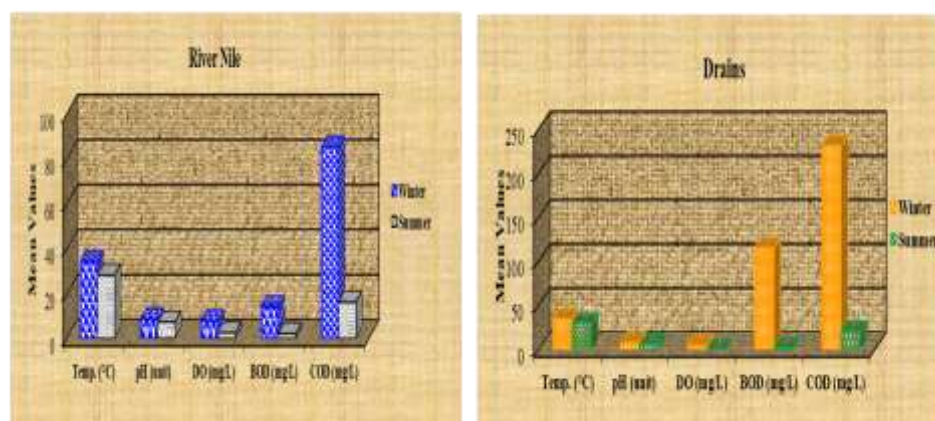 River Nile
Mean Values
100
80
60
40
20
0
Temp. (°C) pH (unit) DO (mg/L) BOD (mg/L) COD (mg/L)
Winter
Summer
Drains
Mean Values
250
200
150
100
50
0
Temp. (°C) pH (unit) DO (mg/L) BOD (mg/L) COD (mg/L)
Winter
Summer